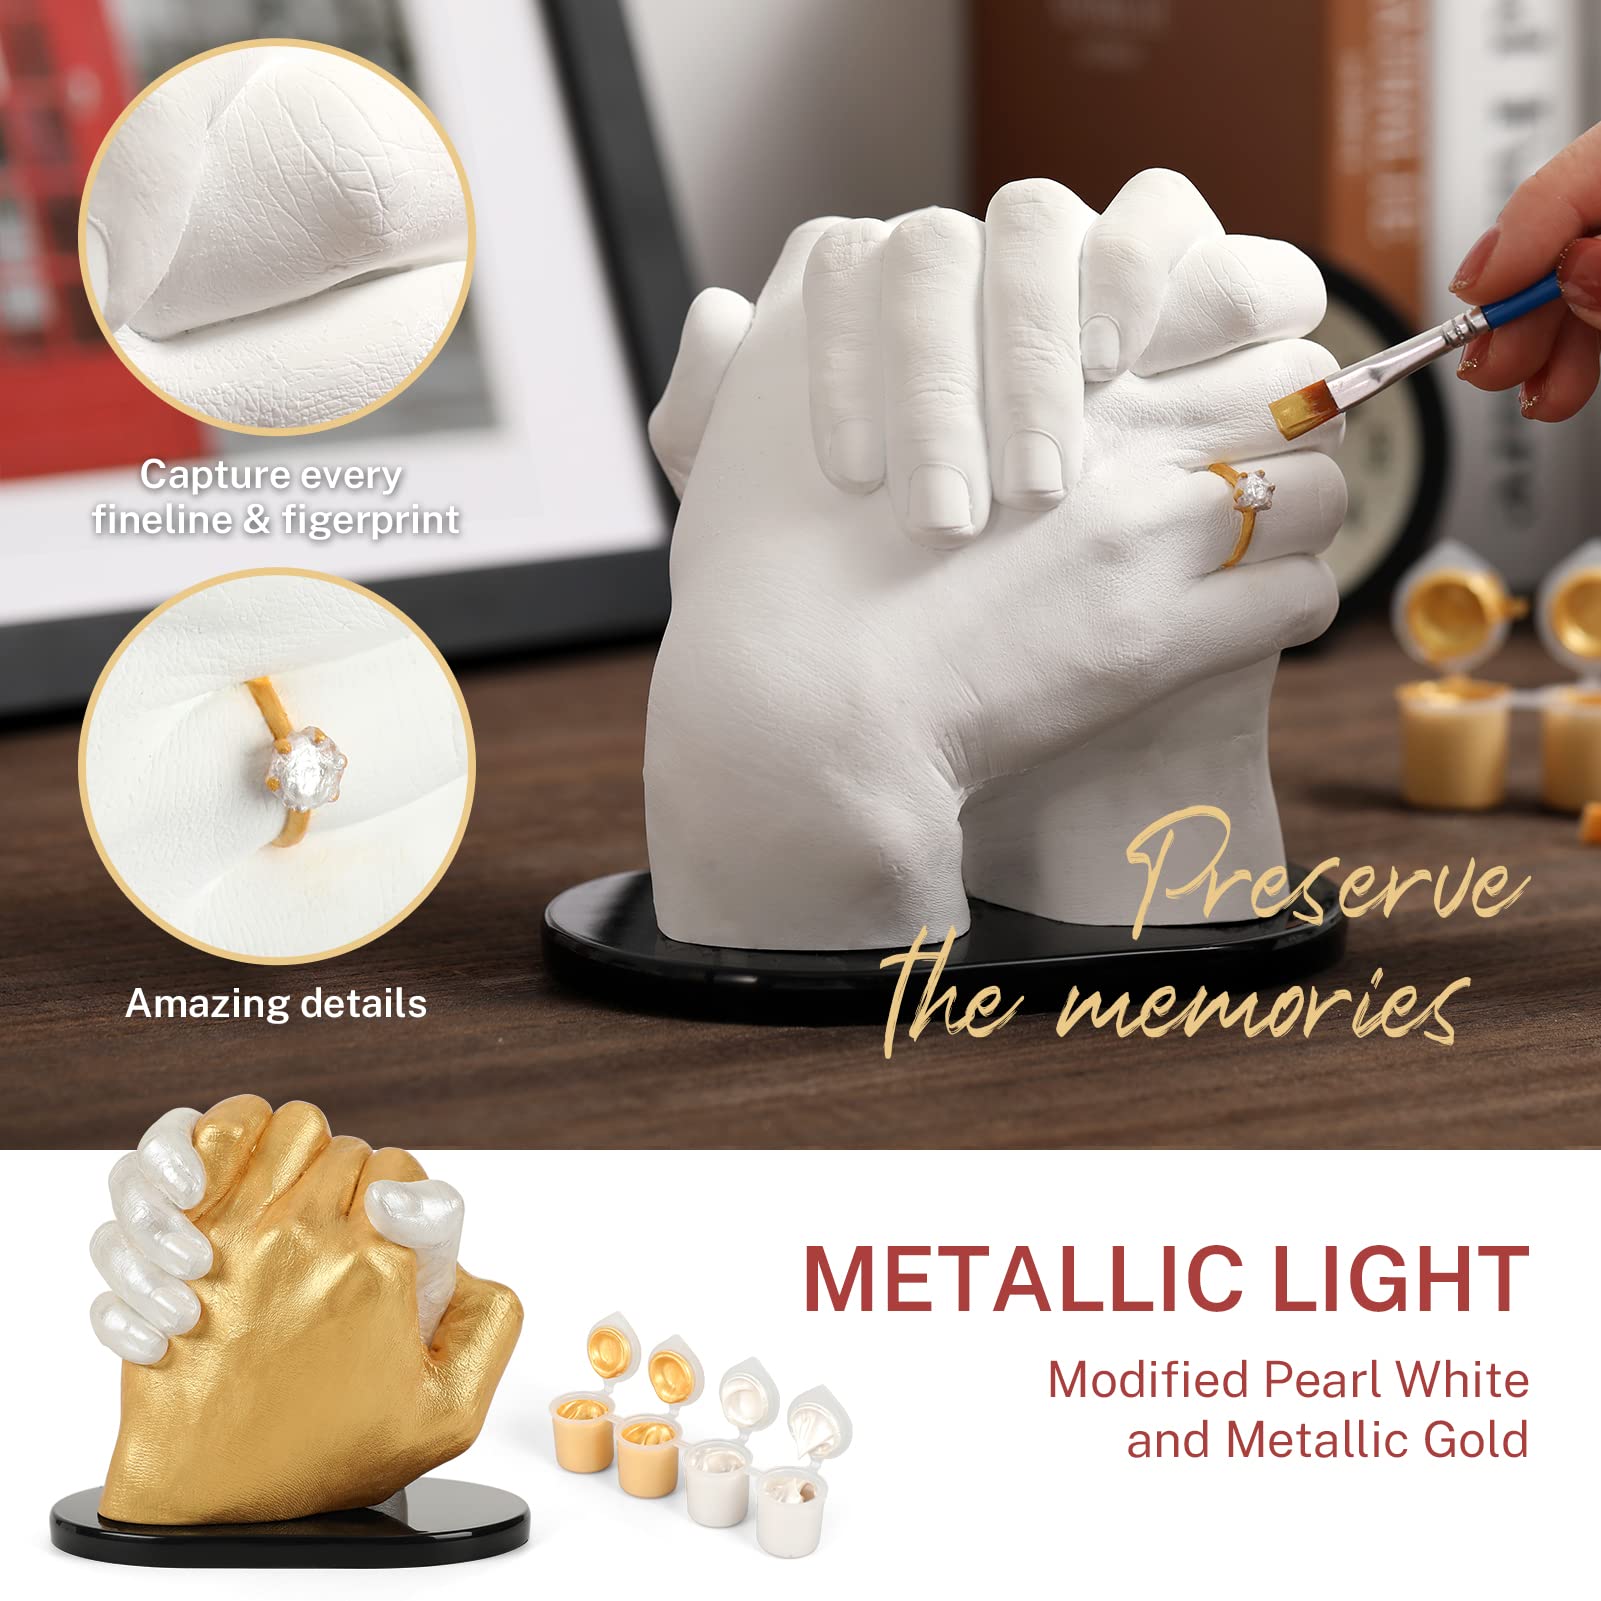 Capture every
fineline & figerprint
Amazing details
Preserve
the memories
METALLIC LIGHT
Modified Pearl White
and Metallic Gold